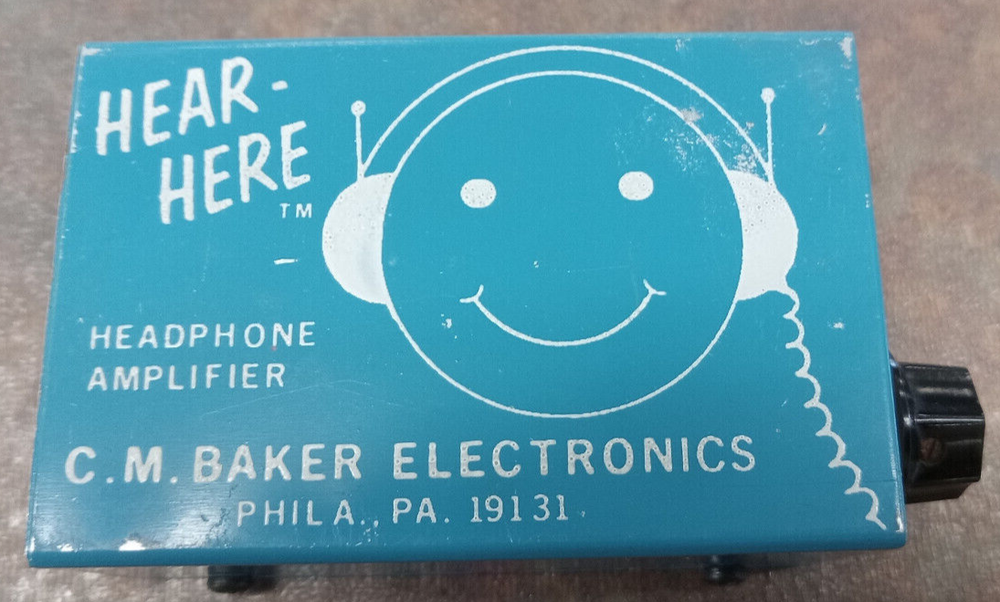 HEAR-
HERE
TM
HEADPHONE
AMPLIFIER
C.M. BAKER ELECTRONICS
PHILA., PA. 19131